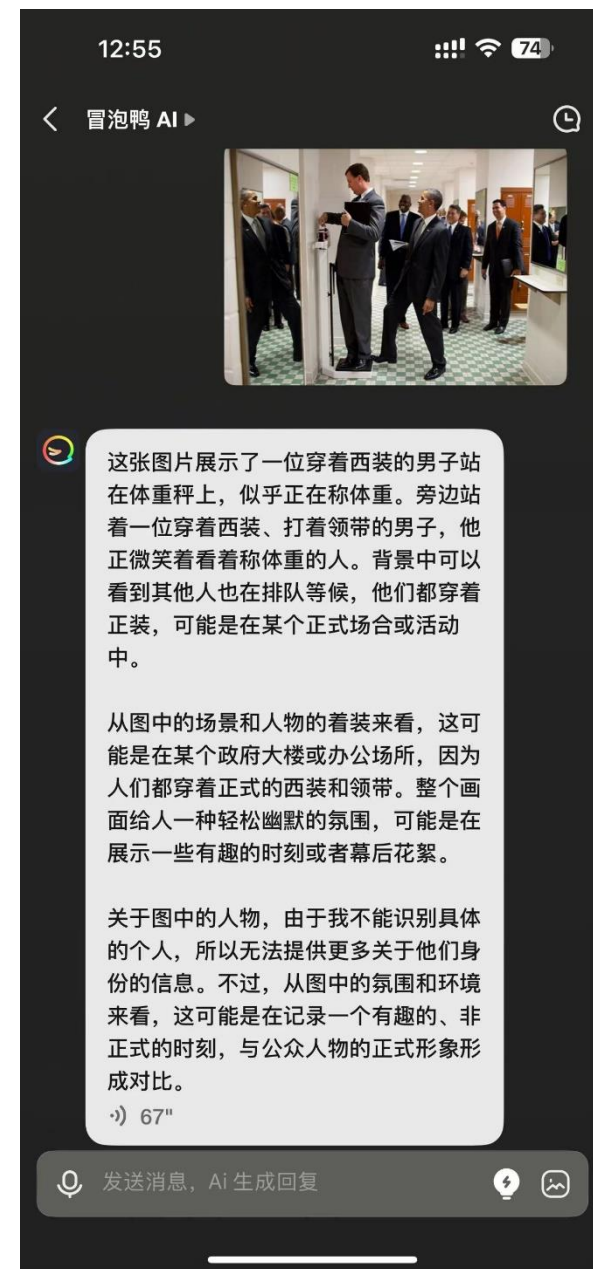 12:55
74
冒泡鸭 AI
这张图片展示了一位穿着西装的男子站
在体重秤上，似乎正在称体重。旁边站
着一位穿着西装、打着领带的男子，他
正微笑着看着称体重的人。背景中可以
看到其他人也在排队等候，他们都穿着
正装，可能是在某个正式场合或活动
中。
从图中的场景和人物的着装来看，这可
能是在某个政府大楼或办公场所，因为
人们都穿着正式的西装和领带。整个画
面给人一种轻松幽默的氛围，可能是在
展示一些有趣的时刻或者幕后花絮。
关于图中的人物，由于我不能识别具体
的个人，所以无法提供更多关于他们身
份的信息。不过，从图中的氛围和环境
来看，这可能是在记录一个有趣的、非
正式的时刻，与公众人物的正式形象形
成对比。
67"
发送消息，Ai 生成回复